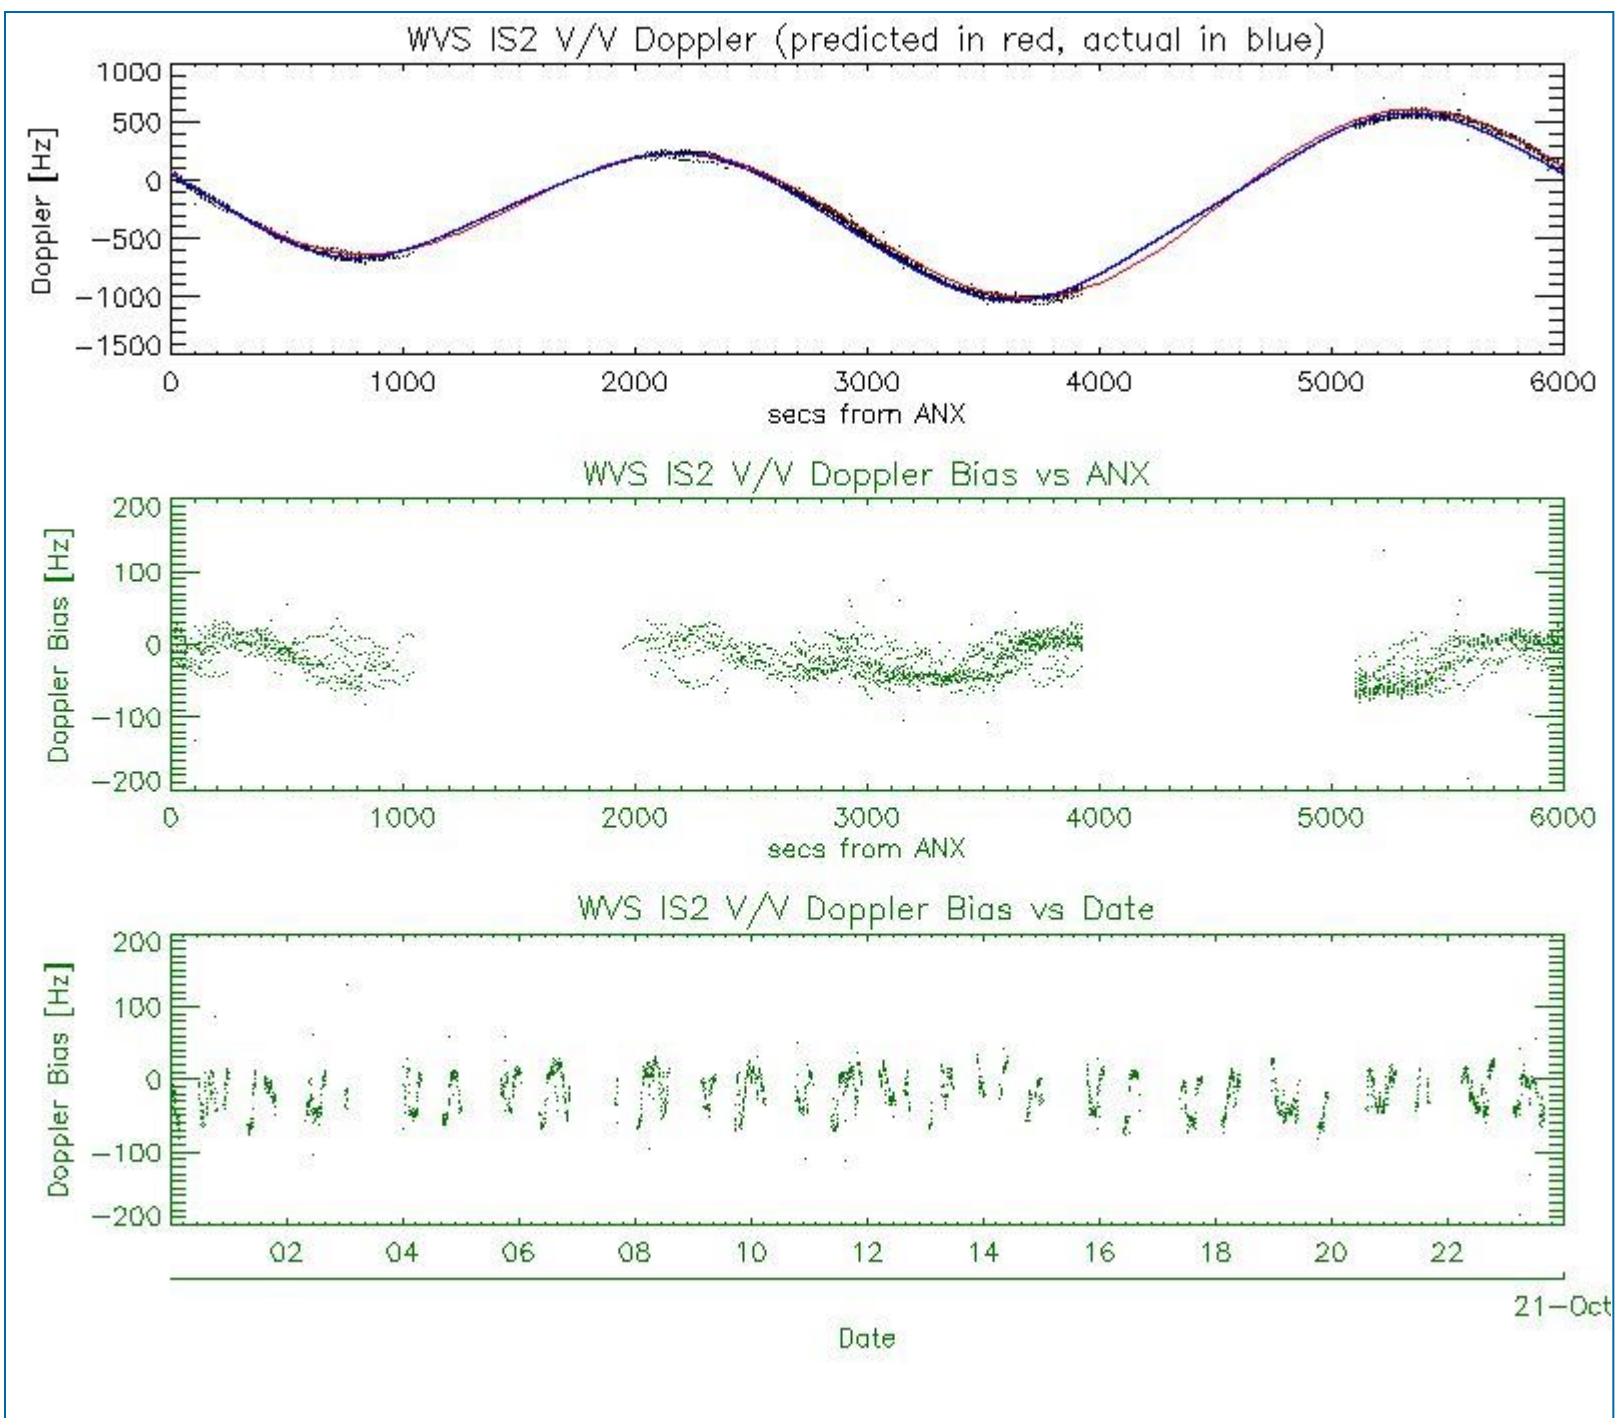 WVS IS2 V/V Doppler (predicted in red, actual in blue)
1000
500
0
-500
-1000
-1500
Doppler [Hz]
0 1000 2000 3000 4000 5000 6000
secs from ANX
WVS IS2 V/V Doppler Bias vs ANX
200
100
0
-100
-200
Doppler Bias [Hz]
0 1000 2000 3000 4000 5000 6000
secs from ANX
WVS IS2 V/V Doppler Bias vs Date
200
100
0
-100
-200
Doppler Bias [Hz]
02 04 06 08 10 12 14 16 18 20 22
21-Oct
Date